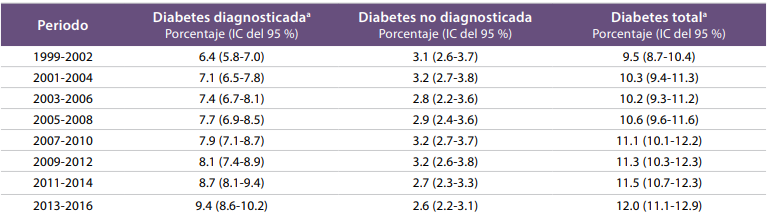 Periodo Diabetes diagnosticadaᵃ Porcentaje (IC del 95 %) Diabetes no diagnosticada Porcentaje (IC del 95 %) Diabetes totalᵃ Porcentaje (IC del 95 %)
1999-2002 6.4 (5.8-7.0) 3.1 (2.6-3.7) 9.5 (8.7-10.4)
2001-2004 7.1 (6.5-7.8) 3.2 (2.7-3.8) 10.3 (9.4-11.3)
2003-2006 7.4 (6.7-8.1) 2.8 (2.2-3.6) 10.2 (9.3-11.2)
2005-2008 7.7 (6.9-8.5) 2.9 (2.4-3.6) 10.6 (9.6-11.6)
2007-2010 7.9 (7.1-8.7) 3.2 (2.7-3.7) 11.1 (10.1-12.2)
2009-2012 8.1 (7.4-8.9) 3.2 (2.6-3.8) 11.3 (10.3-12.3)
2011-2014 8.7 (8.1-9.4) 2.7 (2.3-3.3) 11.5 (10.7-12.3)
2013-2016 9.4 (8.6-10.2) 2.6 (2.2-3.1) 12.0 (11.1-12.9)